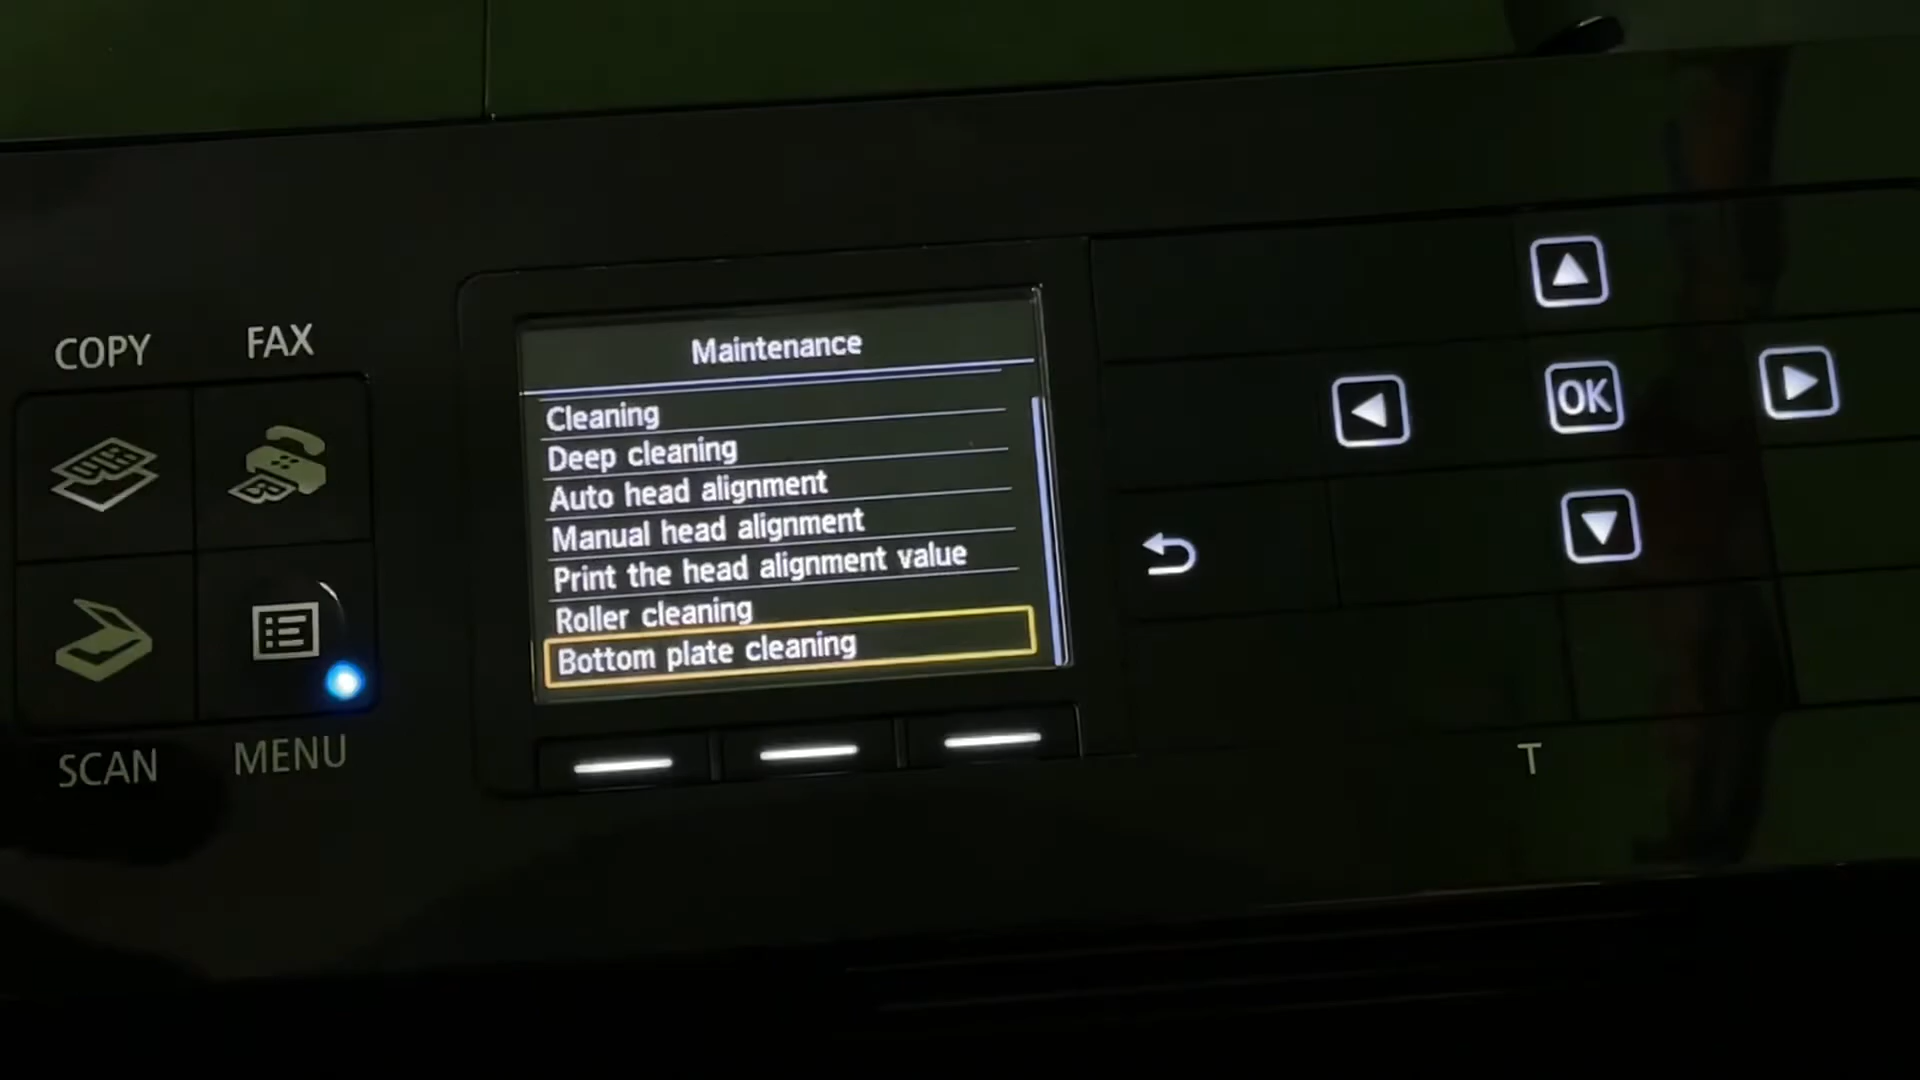 COPY
FAX
SCAN
MENU
Maintenance
Cleaning
Deep cleaning
Auto head alignment
Manual head alignment
Print the head alignment value
Roller cleaning
Bottom plate cleaning
OK
T